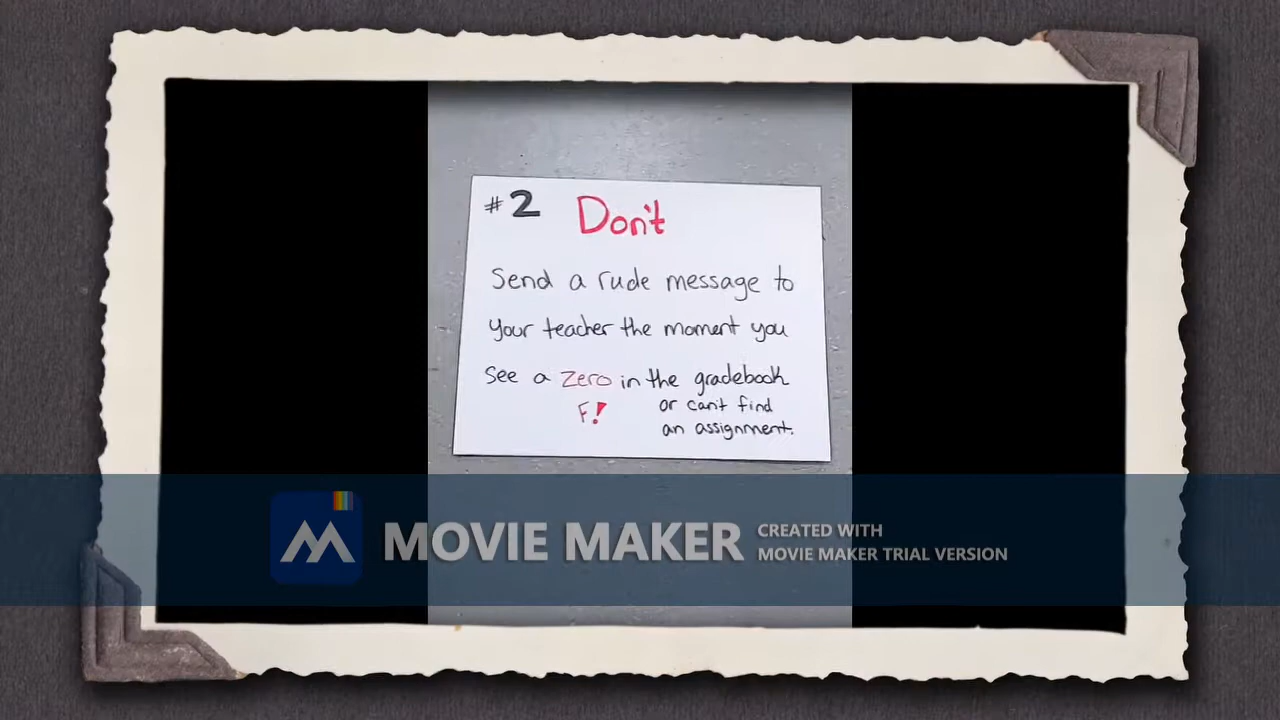 #2 Don't
Send a rude message to
your teacher the moment you
See a Zero in the gradebook
F! or can't find
an assignment.
MOVIE MAKER
CREATED WITH
MOVIE MAKER TRIAL VERSION